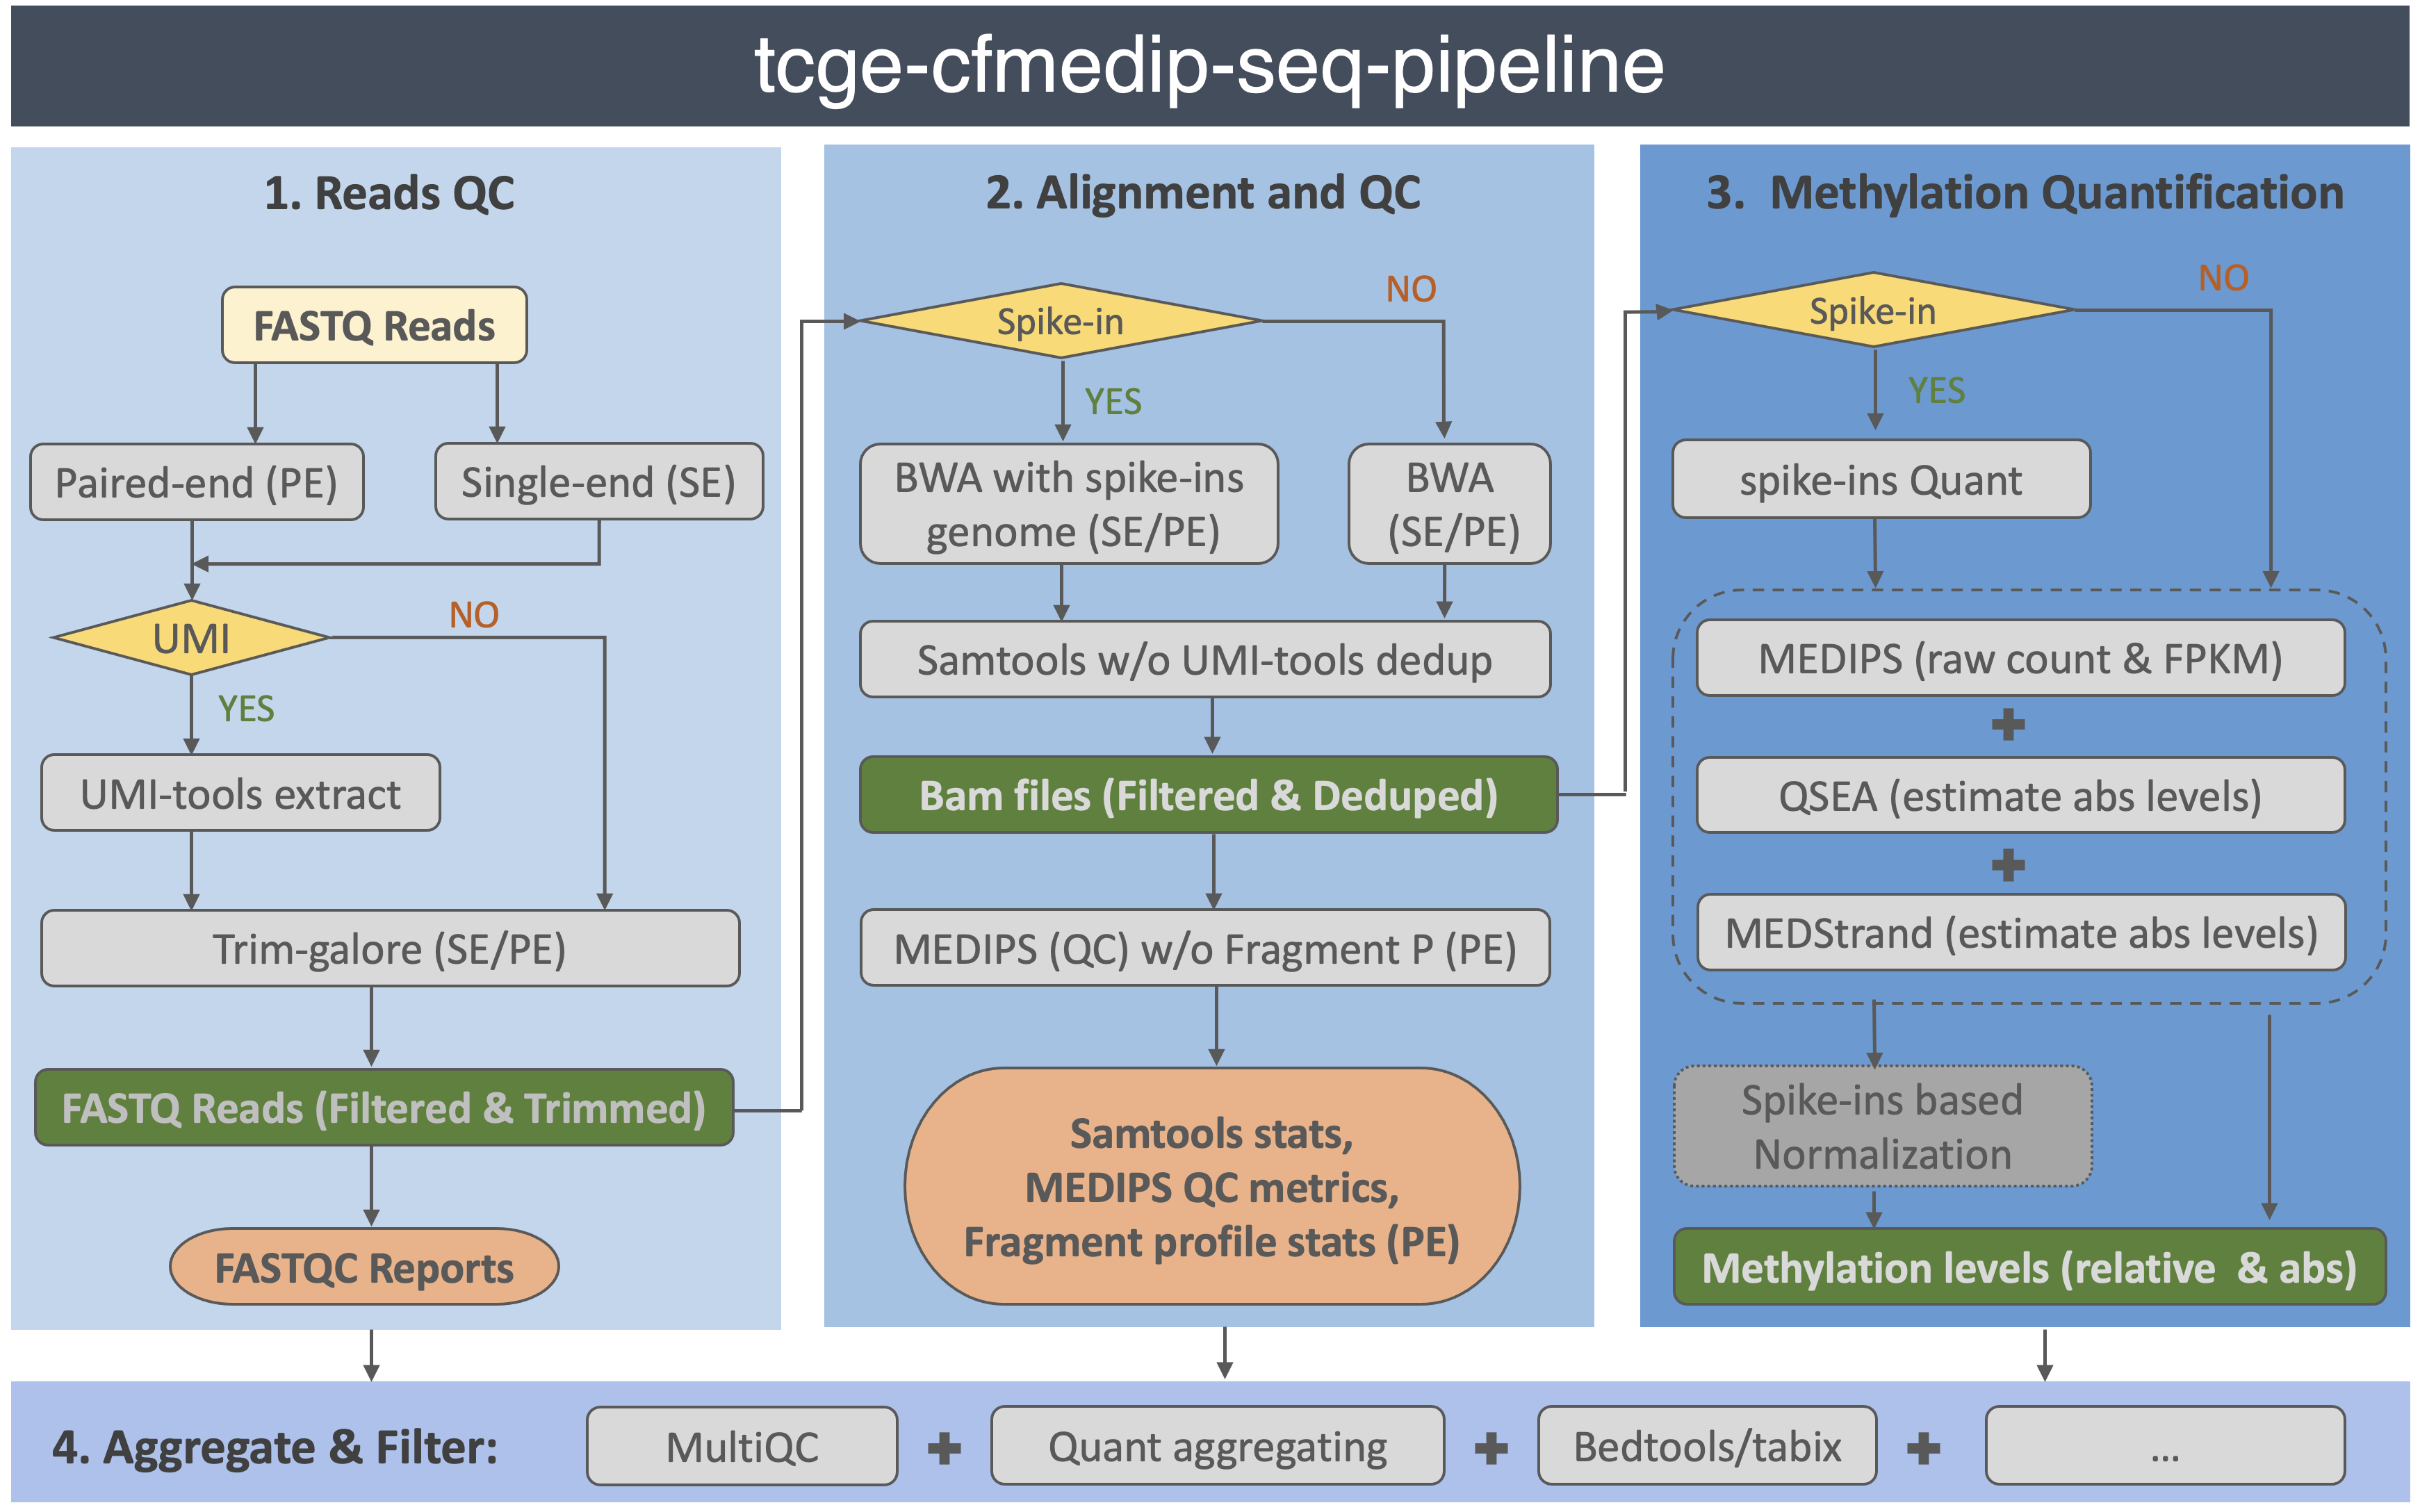 tcge-cfmedip-seq-pipeline
1. Reads QC
FASTQ Reads
Paired-end (PE)
Single-end (SE)
UMI
NO
YES
UMI-tools extract
Trim-galore (SE/PE)
FASTQ Reads (Filtered & Trimmed)
FASTQC Reports
2. Alignment and QC
Spike-in
NO
YES
BWA with spike-ins
genome (SE/PE)
BWA
(SE/PE)
Samtools w/o UMI-tools dedup
Bam files (Filtered & Deduped)
MEDIPS (QC) w/o Fragment P (PE)
Samtools stats,
MEDIPS QC metrics,
Fragment profile stats (PE)
3. Methylation Quantification
Spike-in
NO
YES
spike-ins Quant
MEDIPS (raw count & FPKM)
+
QSEA (estimate abs levels)
+
MEDStrand (estimate abs levels)
Spike-ins based
Normalization
Methylation levels (relative & abs)
4. Aggregate & Filter:
MultiQC + Quant aggregating + Bedtools/tabix + ...